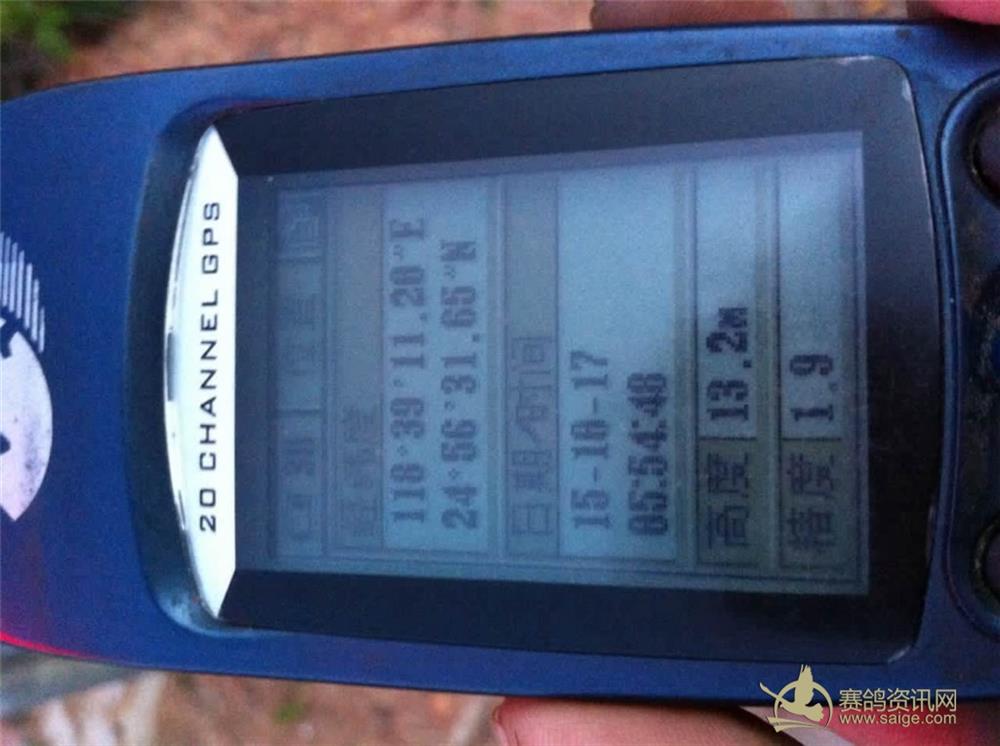 20 CHANNEL GPS
经纬度
118°39'11.20"E
24°56'31.65"N
日期/时间
15-10-17
05:54:48
高度 13.2M
精度 1.9
赛鸽资讯网
www.saige.com